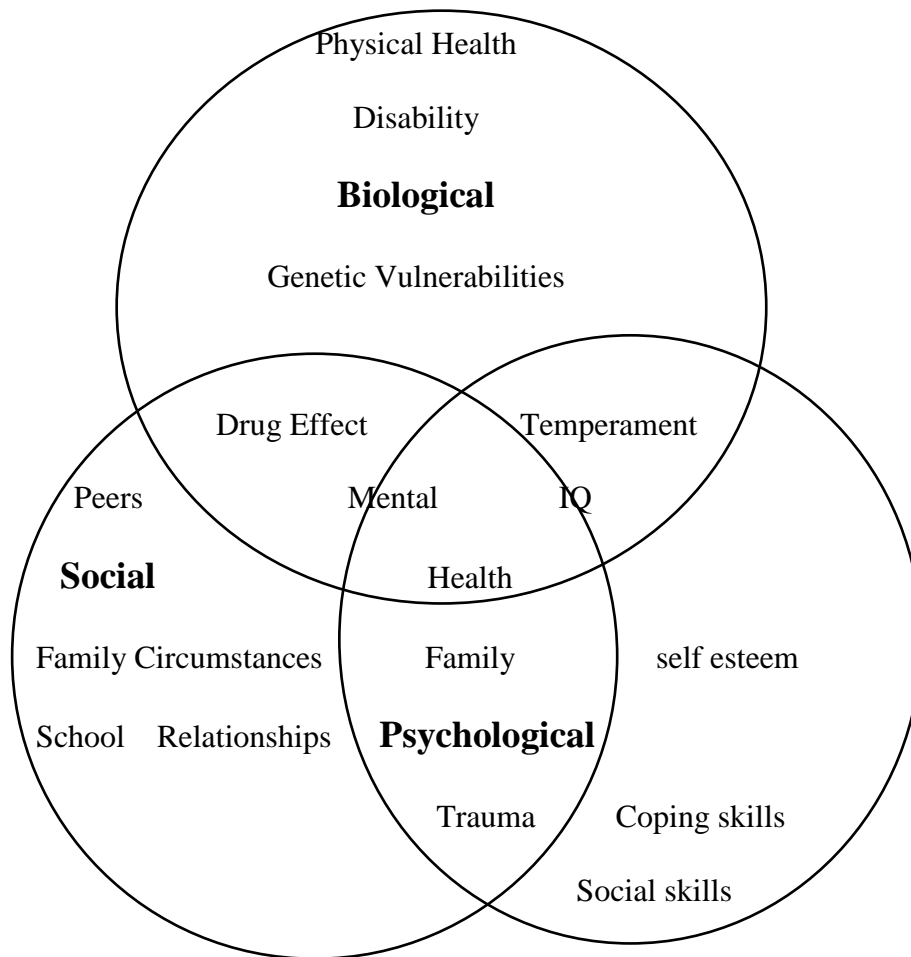 Physical Health
Disability
Biological
Genetic Vulnerabilities
Drug Effect Temperament
Peers Mental IQ
Social Health
Family Circumstances Family self esteem
School Relationships Psychological
Trauma Coping skills
Social skills